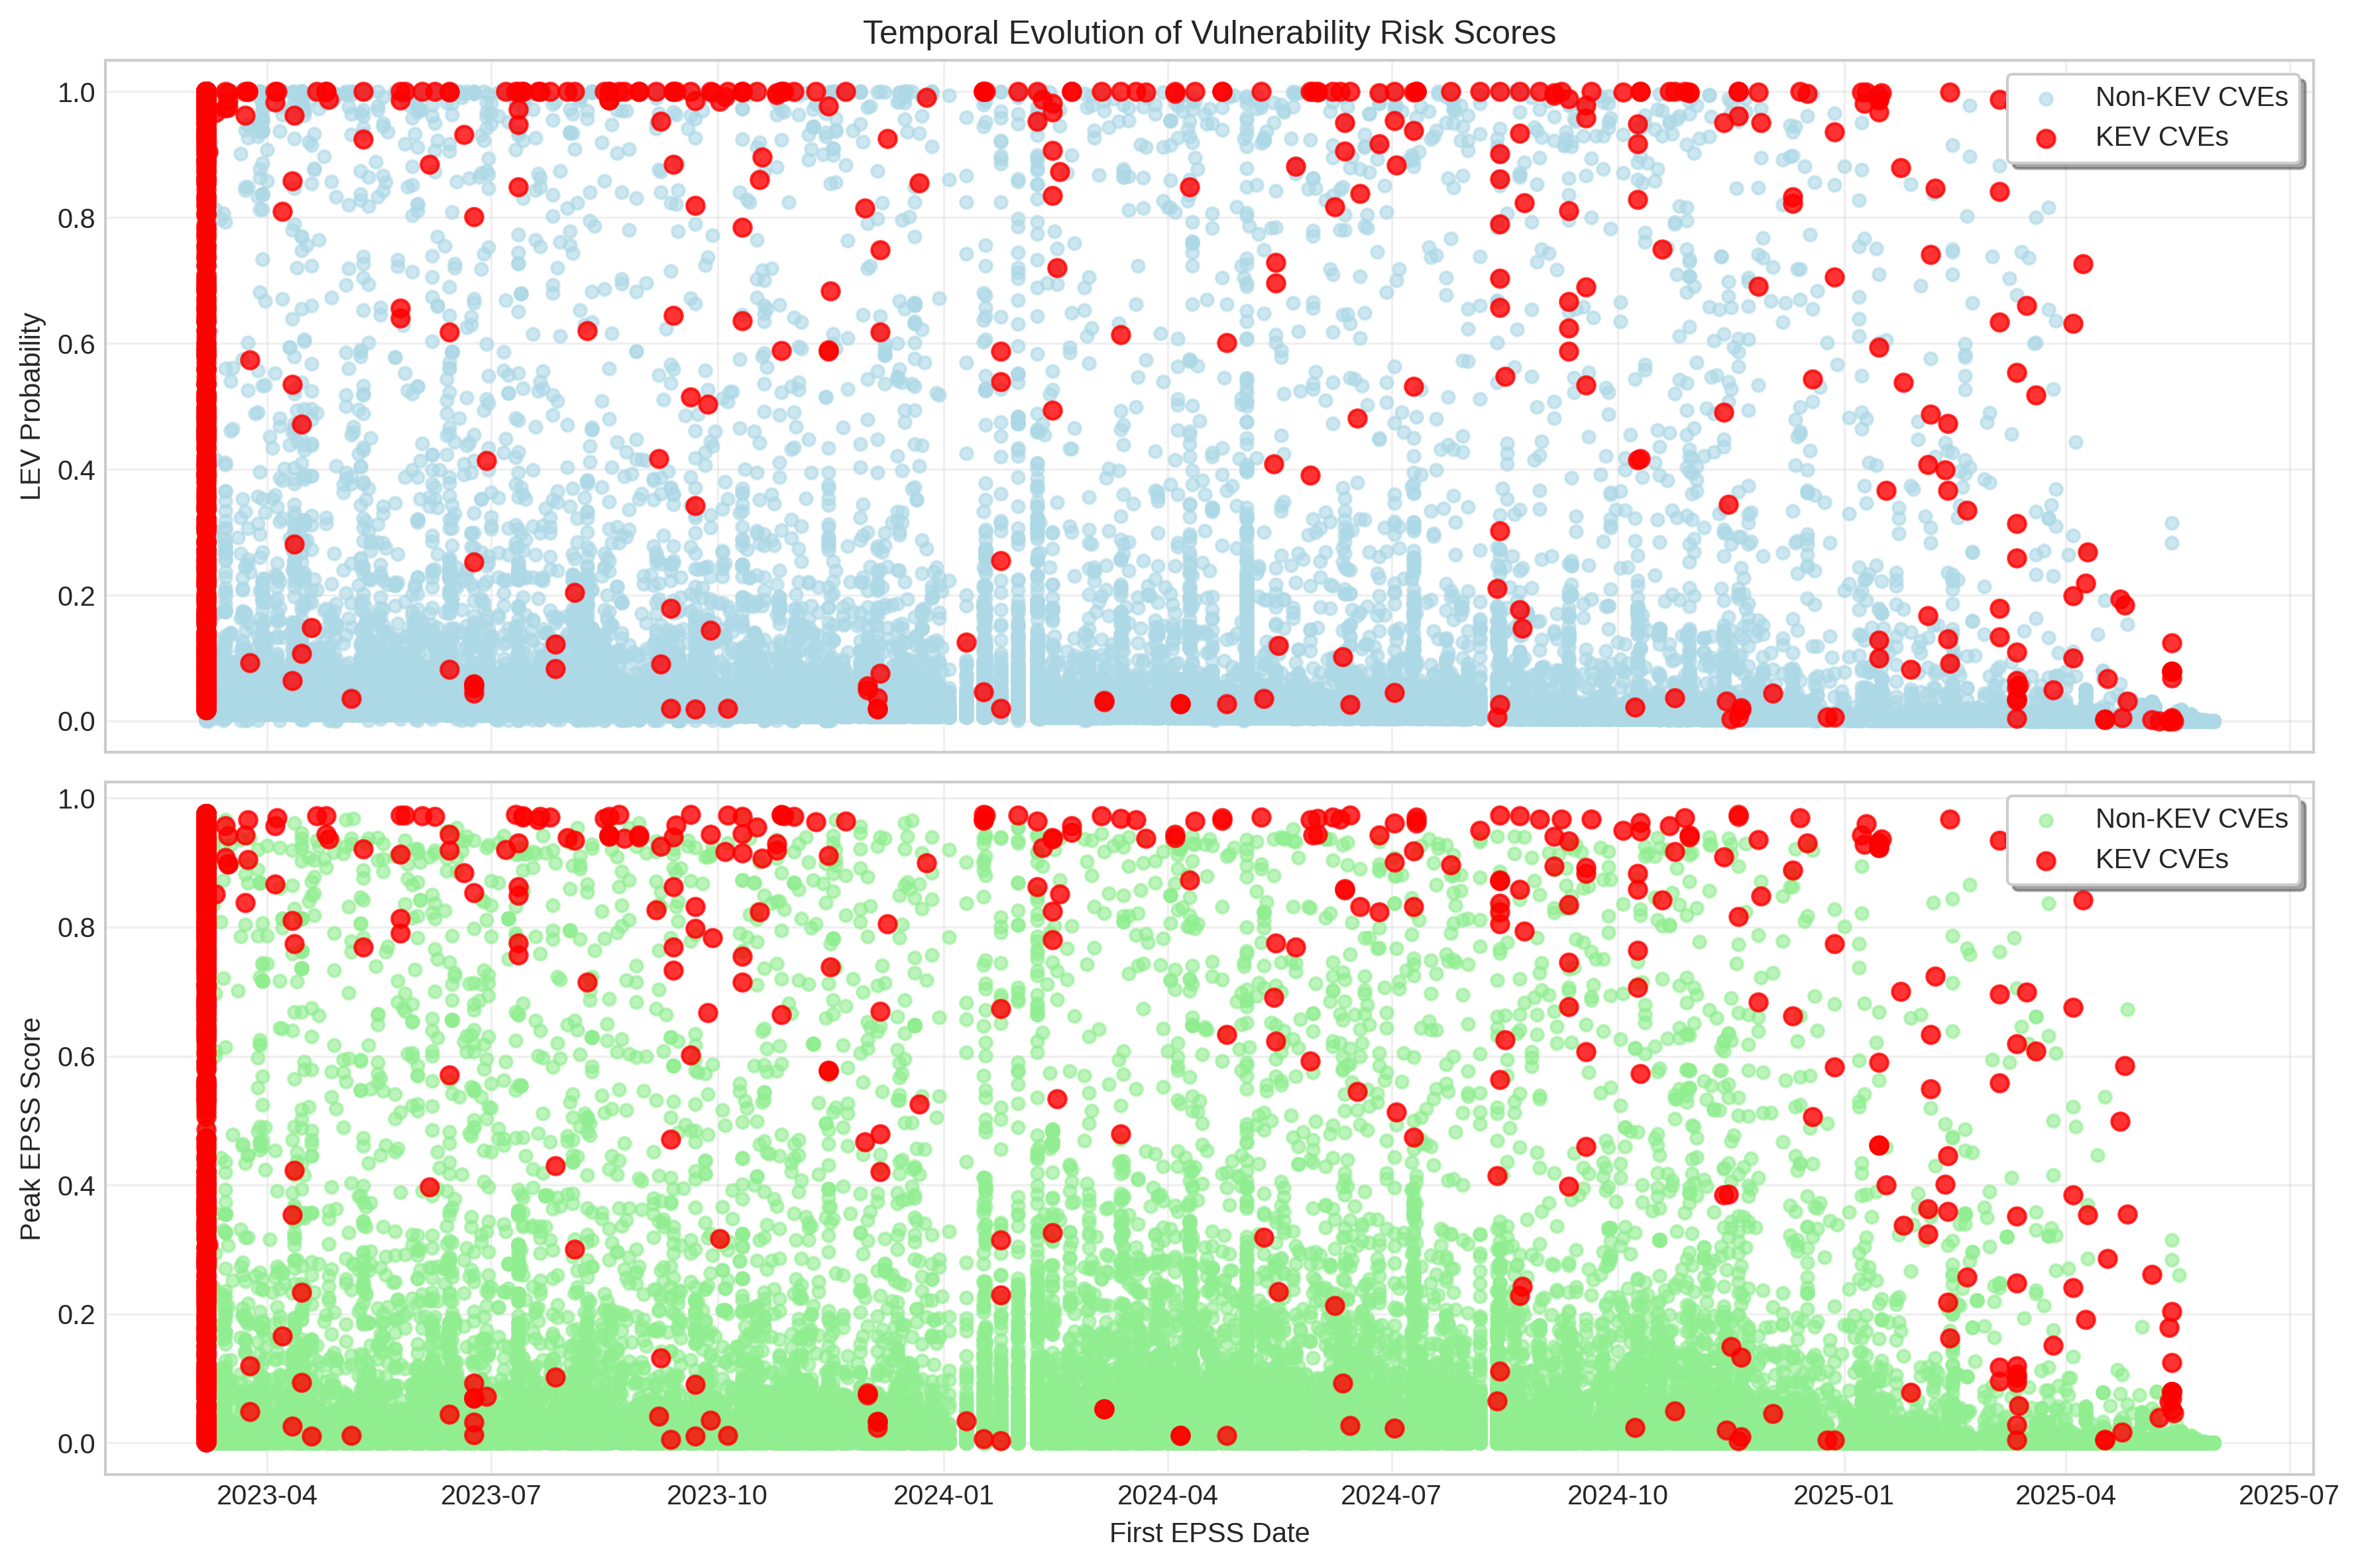 Temporal Evolution of Vulnerability Risk Scores
LEV Probability
1.0
0.8
0.6
0.4
0.2
0.0
Non-KEV CVEs
KEV CVEs
Peak EPSS Score
1.0
0.8
0.6
0.4
0.2
0.0
Non-KEV CVEs
KEV CVEs
2023-04 2023-07 2023-10 2024-01 2024-04 2024-07 2024-10 2025-01 2025-04 2025-07
First EPSS Date